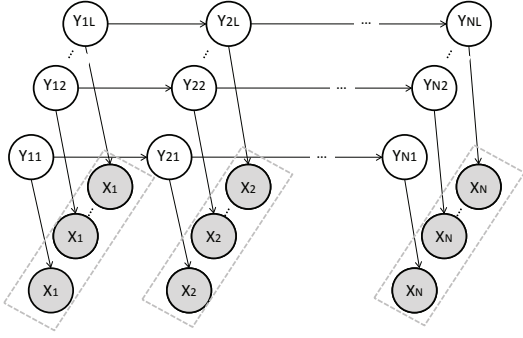 Y1L Y2L ... YNL
Y12 Y22 ... YN2
Y11 Y21 ... YN1
X1 X2 XN
X1 X2 XN
X1 X2 XN